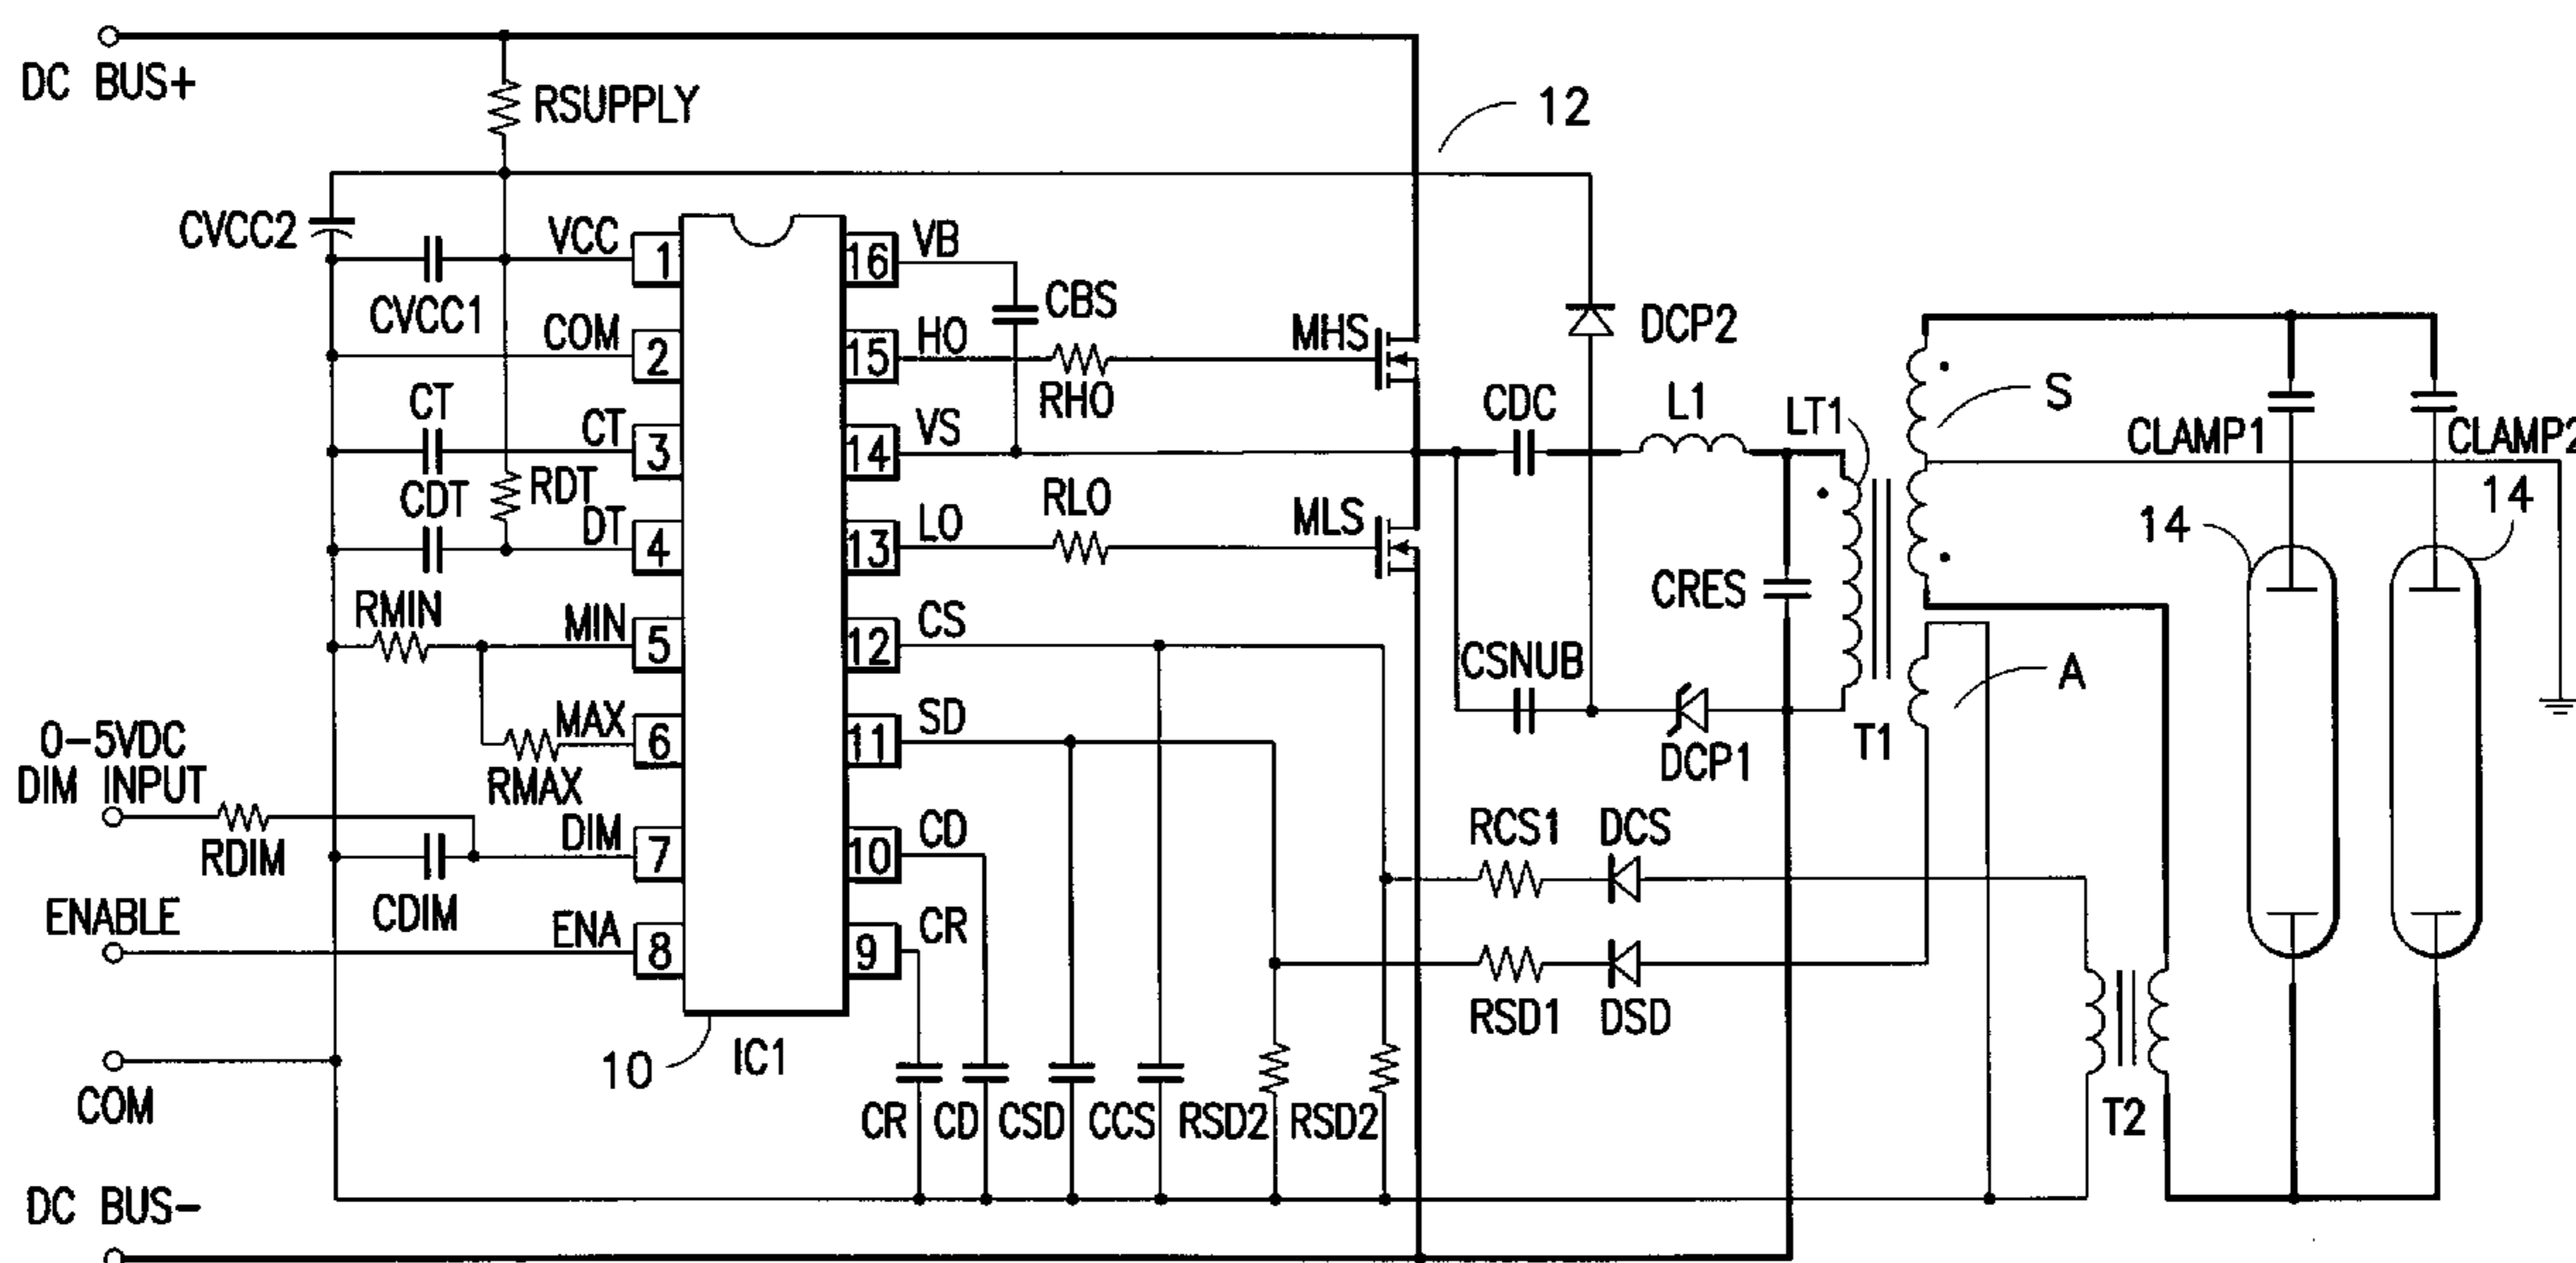 DC BUS+
RSUPPLY
12
CVCC2
VCC
1
16
VB
CVCC1
CBS
COM
2
15
HO
RHO
MHS
DCP2
CT
CT
3
14
VS
CDC
L1
LT1
S
CLAMP1
CLAMP2
CDT
RDT
DT
4
13
LO
RLO
MLS
14
14
CRES
RMIN
MIN
5
12
CS
CSNUB
A
0-5VDC
DIM INPUT
MAX
6
11
SD
DCP1
T1
RMAX
RDIM
DIM
7
10
CD
RCS1
DCS
CDIM
ENABLE
ENA
8
9
CR
RSD1
DSD
10
IC1
COM
CR
CD
CSD
CCS
RSD2
RSD2
T2
DC BUS-